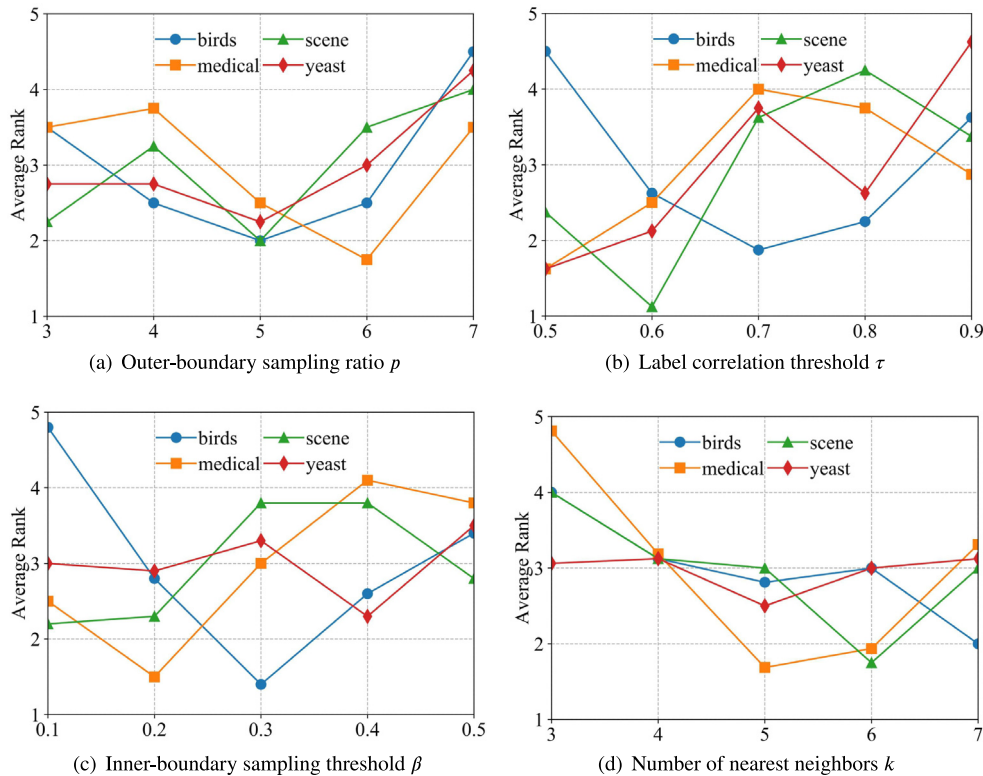 5
4
3
2
1
Average Rank
birds
scene
medical
yeast
3
4
5
6
7
(a) Outer-boundary sampling ratio p
5
4
3
2
1
Average Rank
birds
scene
medical
yeast
0.5
0.6
0.7
0.8
0.9
(b) Label correlation threshold τ
5
4
3
2
1
Average Rank
birds
scene
medical
yeast
0.1
0.2
0.3
0.4
0.5
(c) Inner-boundary sampling threshold β
5
4
3
2
1
Average Rank
birds
scene
medical
yeast
3
4
5
6
7
(d) Number of nearest neighbors k